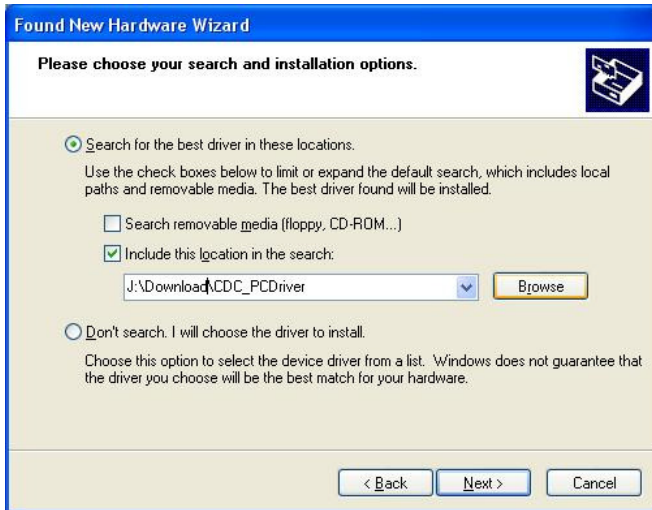 Found New Hardware Wizard
Please choose your search and installation options.
Search for the best driver in these locations.
Use the check boxes below to limit or expand the default search, which includes local
paths and removable media. The best driver found will be installed.
Search removable media (floppy, CD-ROM...)
Include this location in the search:
J:\Download\CDC_PCDriver
Browse
Don't search. I will choose the driver to install.
Choose this option to select the device driver from a list. Windows does not guarantee that
the driver you choose will be the best match for your hardware.
< Back
Next >
Cancel